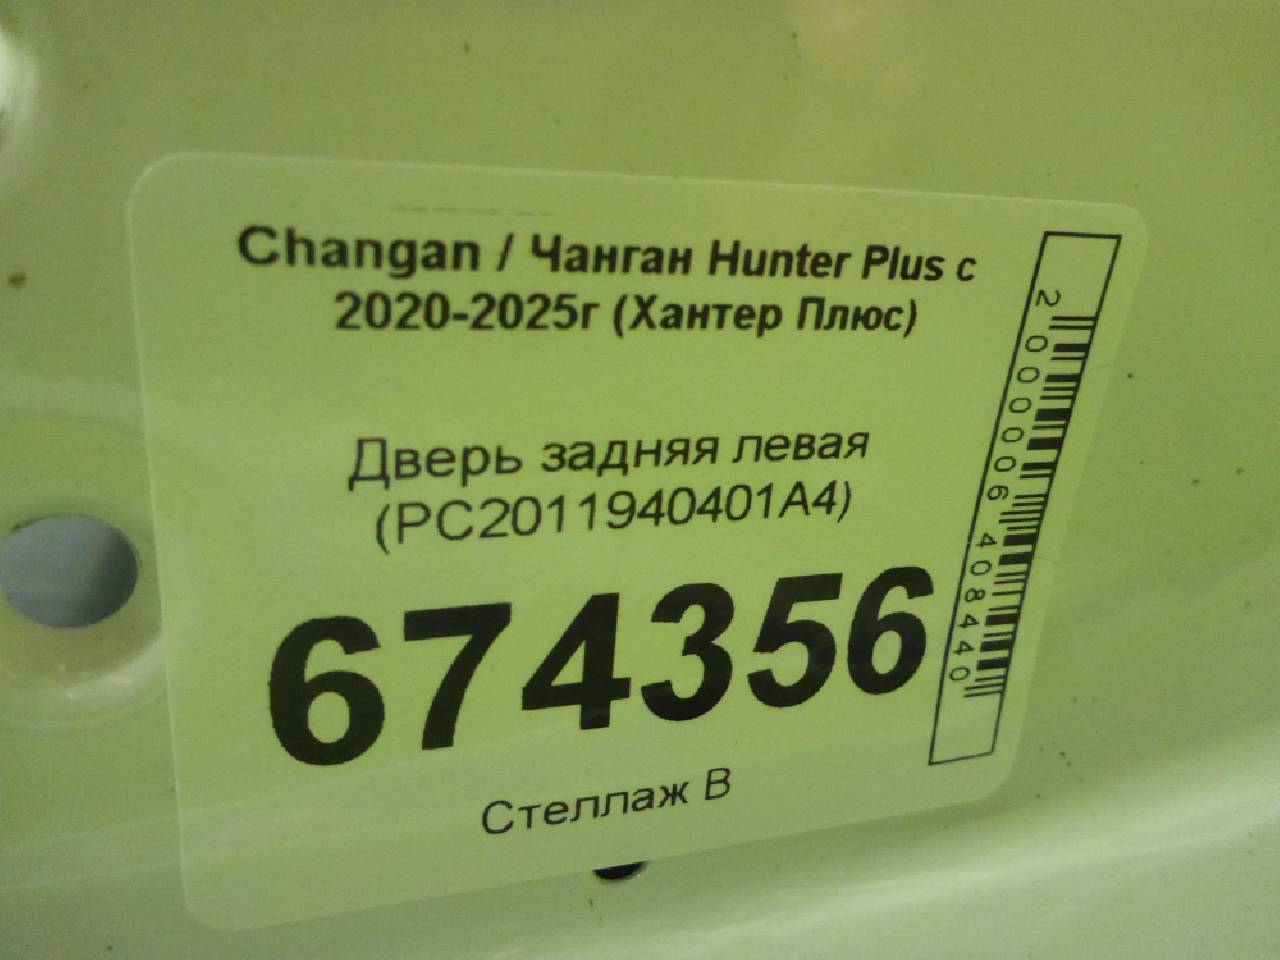 Changan / Чанган Hunter Plus с
2020-2025г (Хантер Плюс)
Дверь задняя левая
(PC2011940401A4)
674356
Стеллаж B
2000006408440